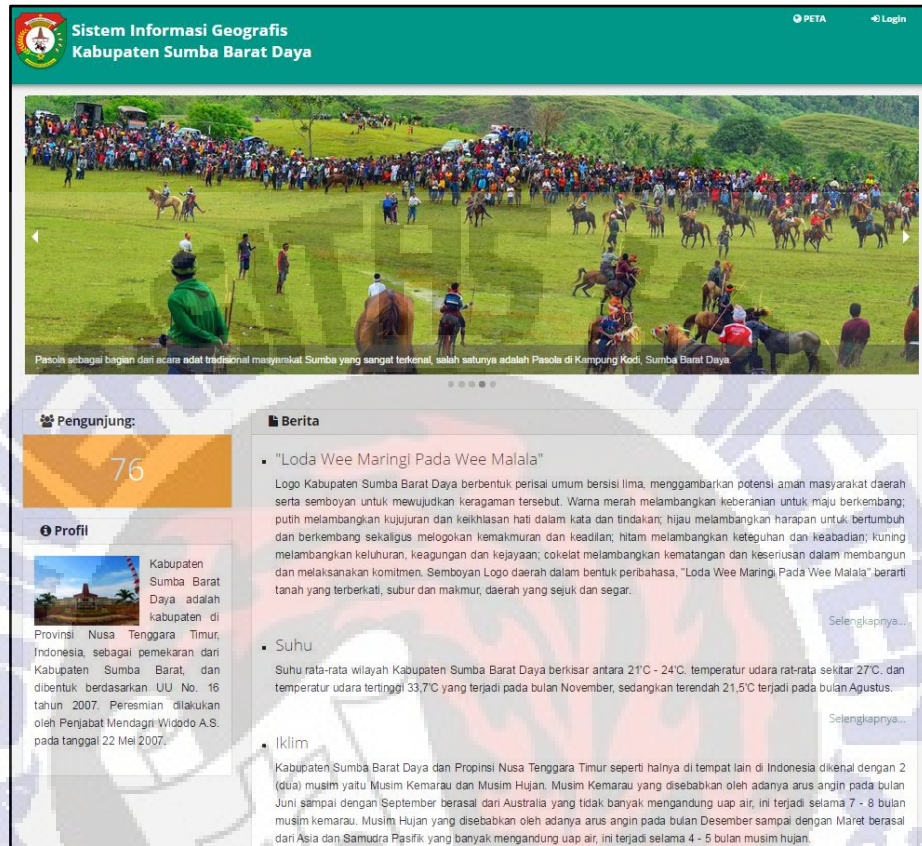 Sistem Informasi Geografis
Kabupaten Sumba Barat Daya
PETA
Login
Pasola sebagai bagian dari acara adat tradisional masyarakat Sumba yang sangat terkenal, salah satunya adalah Pasola di Kampung Kodi, Sumba Barat Daya.
Pengunjung:
76
Profil
Kabupaten
Sumba Barat
Daya adalah
kabupaten di
Provinsi Nusa Tenggara Timur,
Indonesia, sebagai pemekaran dari
Kabupaten Sumba Barat, dan
dibentuk berdasarkan UU No. 16
tahun 2007. Peresmian dilakukan
oleh Penjabat Mendagri Widodo A.S.
pada tanggal 22 Mei 2007.
Berita
"Loda Wee Maringi Pada Wee Malala"
Logo Kabupaten Sumba Barat Daya berbentuk perisai umum bersisi lima, menggambarkan potensi aman masyarakat daerah
serta semboyan untuk mewujudkan keragaman tersebut. Warna merah melambangkan keberanian untuk maju berkembang;
putih melambangkan kujujuran dan keikhlasan hati dalam kata dan tindakan; hijau melambangkan harapan untuk bertumbuh
dan berkembang sekaligus melogokan kemakmuran dan keadilan; hitam melambangkan keteguhan dan keabadian; kuning
melambangkan keluhuran, keagungan dan kejayaan; cokelat melambangkan kematangan dan keseriusan dalam membangun
dan melaksanakan komitmen. Semboyan Logo daerah dalam bentuk peribahasa, "Loda Wee Maringi Pada Wee Malala" berarti
tanah yang terberkati, subur dan makmur, daerah yang sejuk dan segar.
Selengkapnya...
Suhu
Suhu rata-rata wilayah Kabupaten Sumba Barat Daya berkisar antara 21'C - 24'C. temperatur udara rat-rata sekitar 27'C. dan
temperatur udara tertinggi 33,7'C yang terjadi pada bulan November, sedangkan terendah 21,5'C terjadi pada bulan Agustus.
Selengkapnya...
Iklim
Kabupaten Sumba Barat Daya dan Propinsi Nusa Tenggara Timur seperti halnya di tempat lain di Indonesia dikenal dengan 2
(dua) musim yaitu Musim Kemarau dan Musim Hujan. Musim Kemarau yang disebabkan oleh adanya arus angin pada bulan
Juni sampai dengan September berasal dari Australia yang tidak banyak mengandung uap air, ini terjadi selama 7 - 8 bulan
musim kemarau. Musim Hujan yang disebabkan oleh adanya arus angin pada bulan Desember sampai dengan Maret berasal
dari Asia dan Samudra Pasifik yang banyak mengandung uap air, ini terjadi selama 4 - 5 bulan musim hujan.